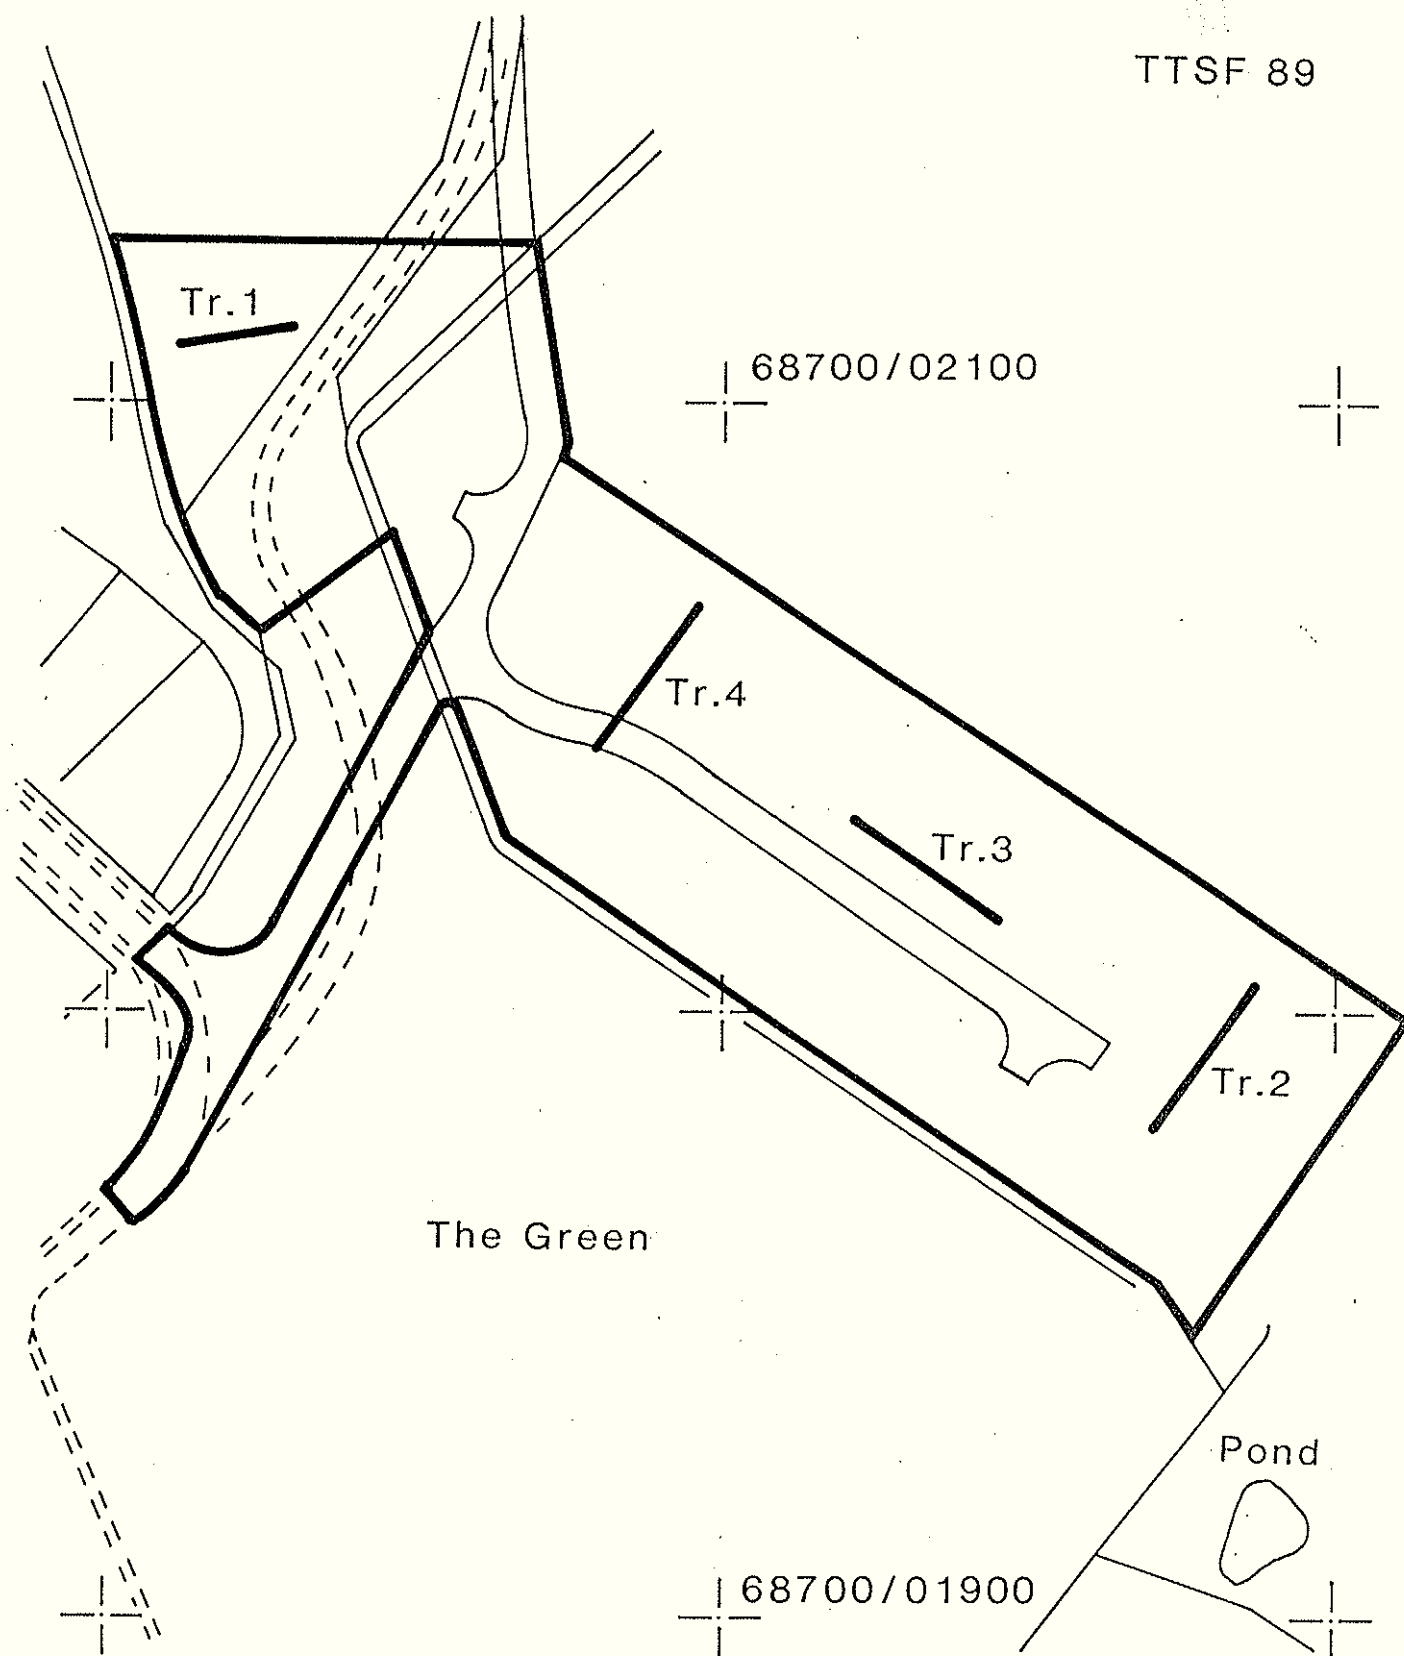 TTSF 89
Tr.1
68700/02100
Tr.4
Tr.3
Tr.2
The Green
Pond
68700/01900